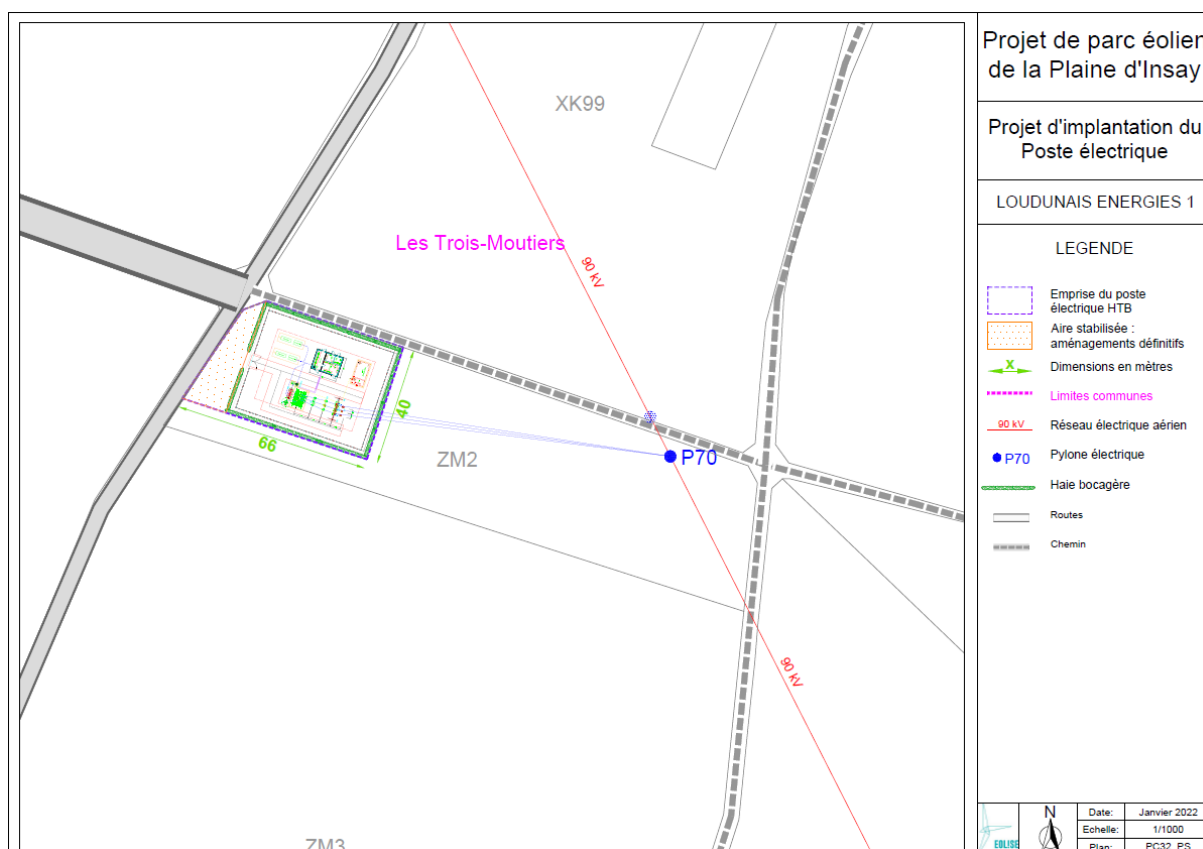 XK99
Les Trois-Moutiers
90 kV
40
66
ZM2
P70
90 kV
ZM3
Projet de parc éolien
de la Plaine d'Insay
Projet d'implantation du
Poste électrique
LOUDUNAIS ENERGIES 1
LEGENDE
Emprise du poste
électrique HTB
Aire stabilisée :
aménagements définitifs
X
Dimensions en mètres
Limites communes
90 kV
Réseau électrique aérien
P70
Pylone électrique
Haie bocagère
Routes
Chemin
EOLISE
N
Date: Janvier 2022
Echelle: 1/1000
Plan: PC32_PS